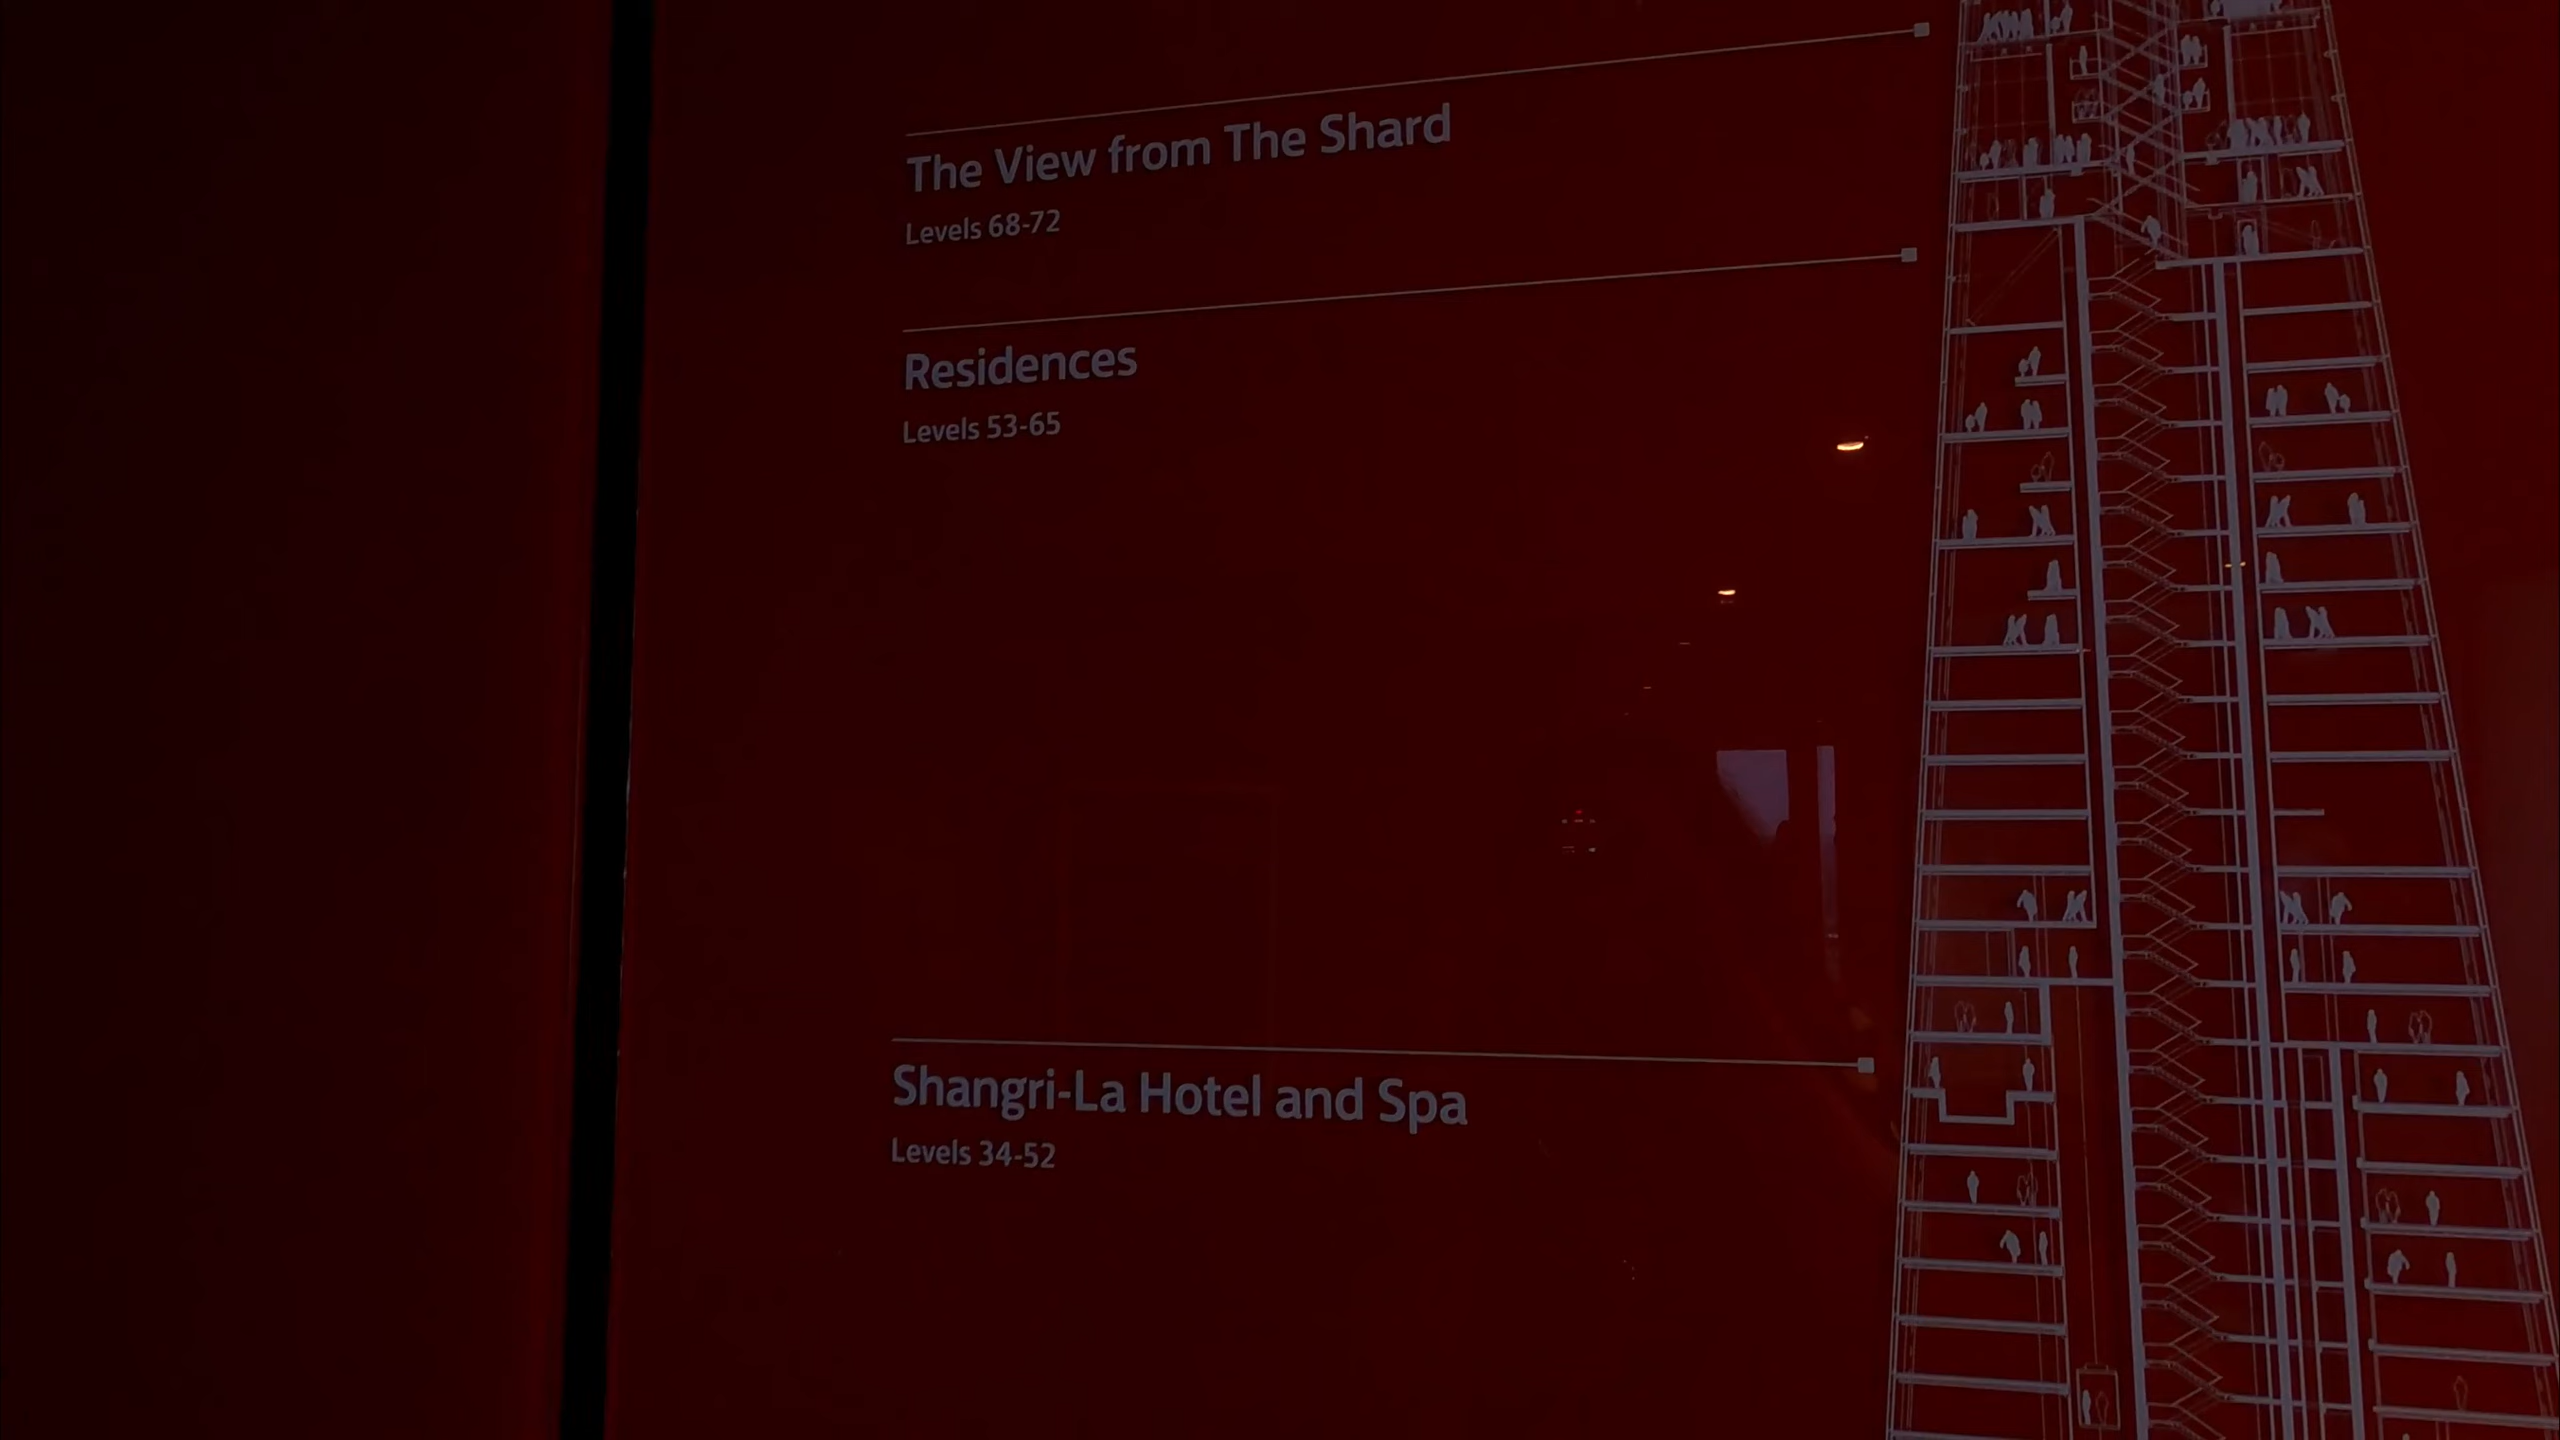 The View from The Shard
Levels 68-72
Residences
Levels 53-65
Shangri-La Hotel and Spa
Levels 34-52